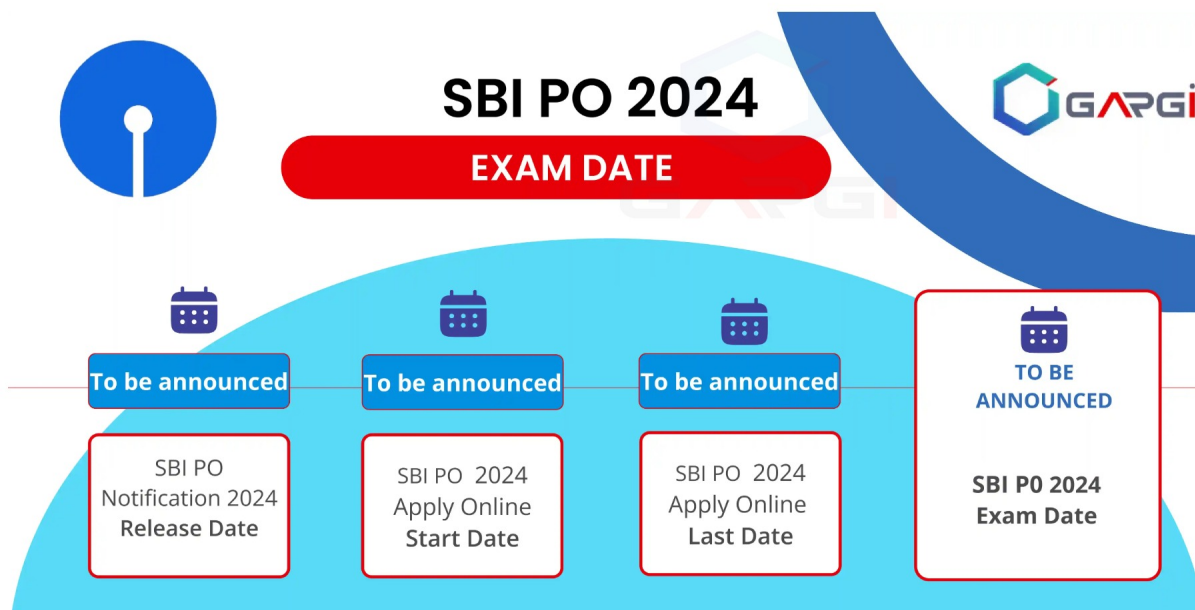 SBI PO 2024
EXAM DATE
GARGI
GARGI
To be announced
SBI PO
Notification 2024
Release Date
To be announced
SBI PO 2024
Apply Online
Start Date
To be announced
SBI PO 2024
Apply Online
Last Date
TO BE
ANNOUNCED
SBI P0 2024
Exam Date